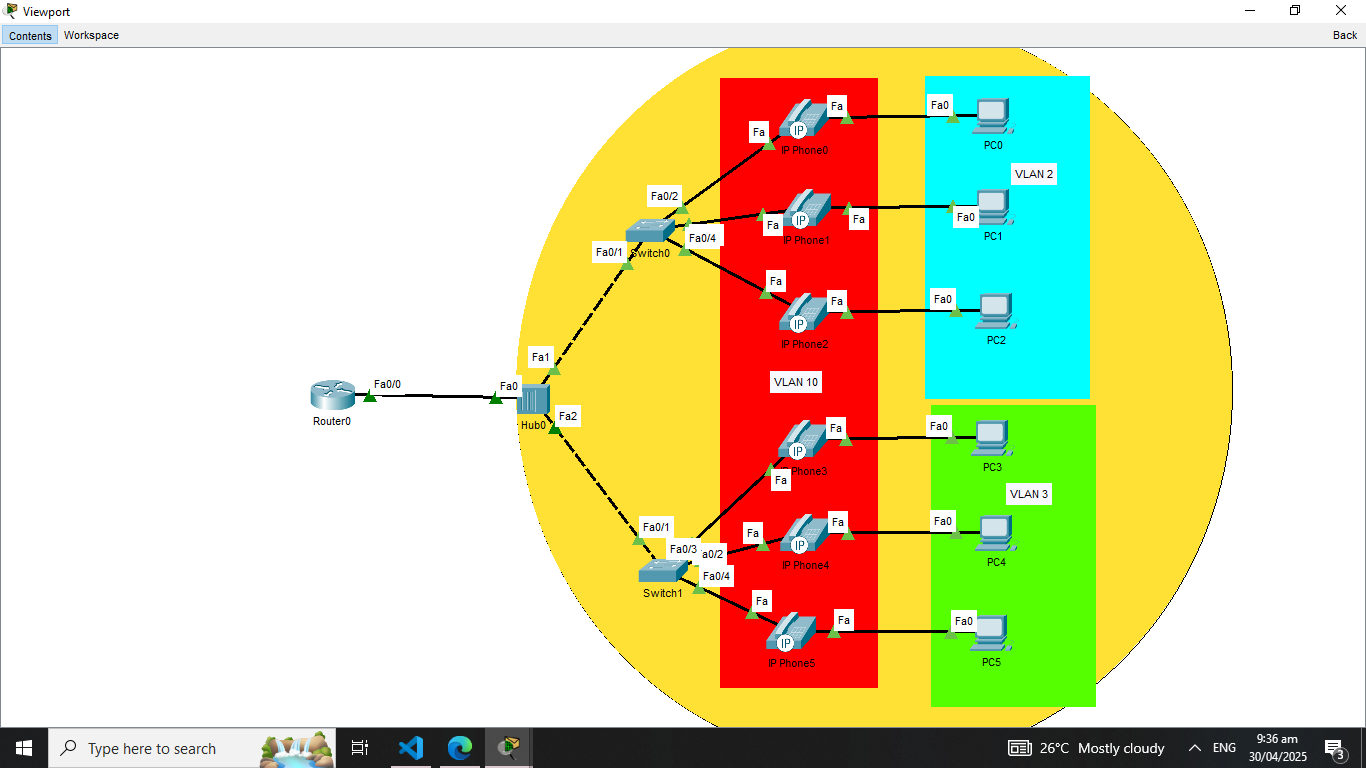 Viewport
Contents Workspace Back
Fa Fa0
Fa
IP Phone0 PC0
VLAN 2
Fa0/2
Fa Fa Fa0
Fa0/4 IP Phone1 PC1
Fa0/1 Switch0
Fa Fa Fa0
IP Phone2 PC2
Fa1
VLAN 10
Fa0/0 Fa0
Router0 Hub0 Fa2
Fa Fa0
Phone3 PC3
Fa
VLAN 3
Fa0/1 Fa Fa Fa0
Fa0/3 a0/2 IP Phone4 PC4
Fa0/4
Switch1
Fa Fa Fa0
IP Phone5 PC5
IP
IP
IP
IP
IP
IP
Type here to search
26°C Mostly cloudy ENG 9:36 am
30/04/2025 3